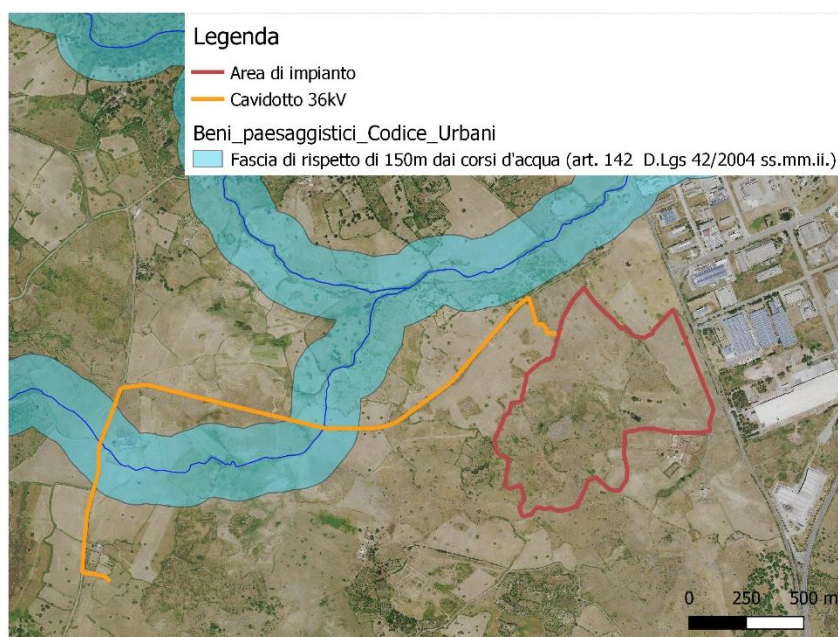 Legenda
Area di impianto
Cavidotto 36kV
Beni_paesaggistici_Codice_Urbani
Fascia di rispetto di 150m dai corsi d'acqua (art. 142 D.Lgs 42/2004 ss.mm.ii.)
0 250 500 m